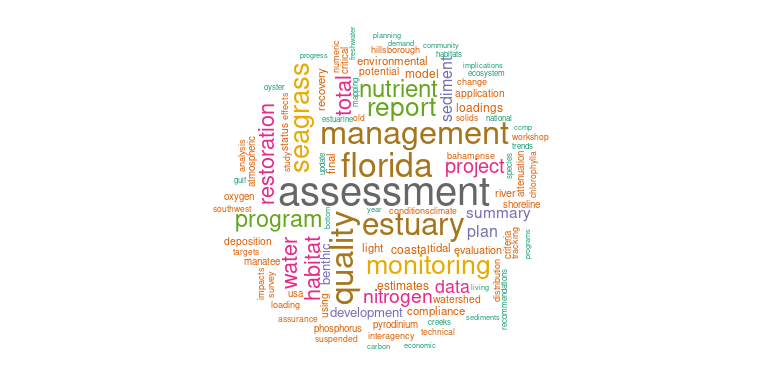 planning
demand
community
freshwater
hillsborough
habitats
numeric
critical
progress
environmental
implications
potential
model
ecosystem
sediment
change
oyster
seagrass
recovery
total
mapping
nutrient
application
report
loadings
effects
status
restoration
estuarine
old
solids
national
ccmp
management
workshop
analysis
atmospheric
study
update
final
florida
bahamense
project
trends
species
attenuation
chlorophylla
gulf
oxygen
assessment
river
shoreline
southwest
program
bottom
quality
year
conditions
climate
summary
estuary
plan
deposition
water
habitat
benthic
light
coastal
tidal
evaluation
criteria
tracking
programs
targets
manatee
monitoring
impacts
survey
usa
estimates
data
living
distribution
recommendations
loading
using
nitrogen
watershed
assurance
development
compliance
sediments
phosphorus
pyrodinium
creeks
technical
suspended
interagency
carbon
economic